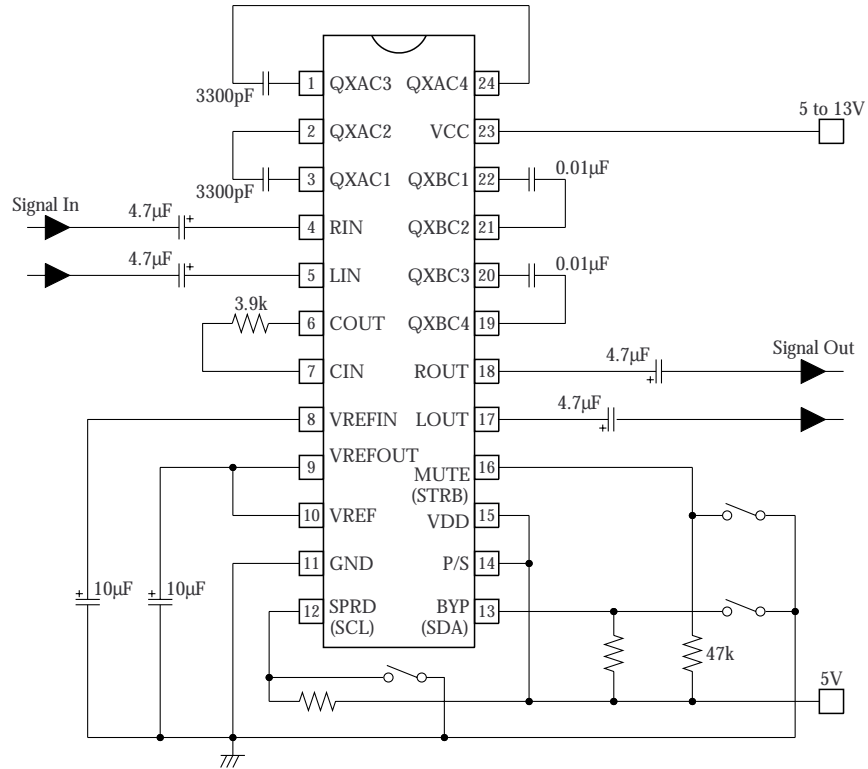 3300pF
1 QXAC3 QXAC4 24
5 to 13V
2 QXAC2 VCC 23
3300pF
3 QXAC1 QXBC1 22
0.01µF
Signal In
4.7µF +
4 RIN QXBC2 21
4.7µF +
5 LIN QXBC3 20
0.01µF
3.9k
6 COUT QXBC4 19
7 CIN ROUT 18
4.7µF +
Signal Out
8 VREFIN LOUT 17
4.7µF +
9 VREFOUT MUTE 16
(STRB)
10 VREF VDD 15
11 GND P/S 14
+ 10µF
+ 10µF
12 SPRD BYP 13
(SCL) (SDA)
47k
5V